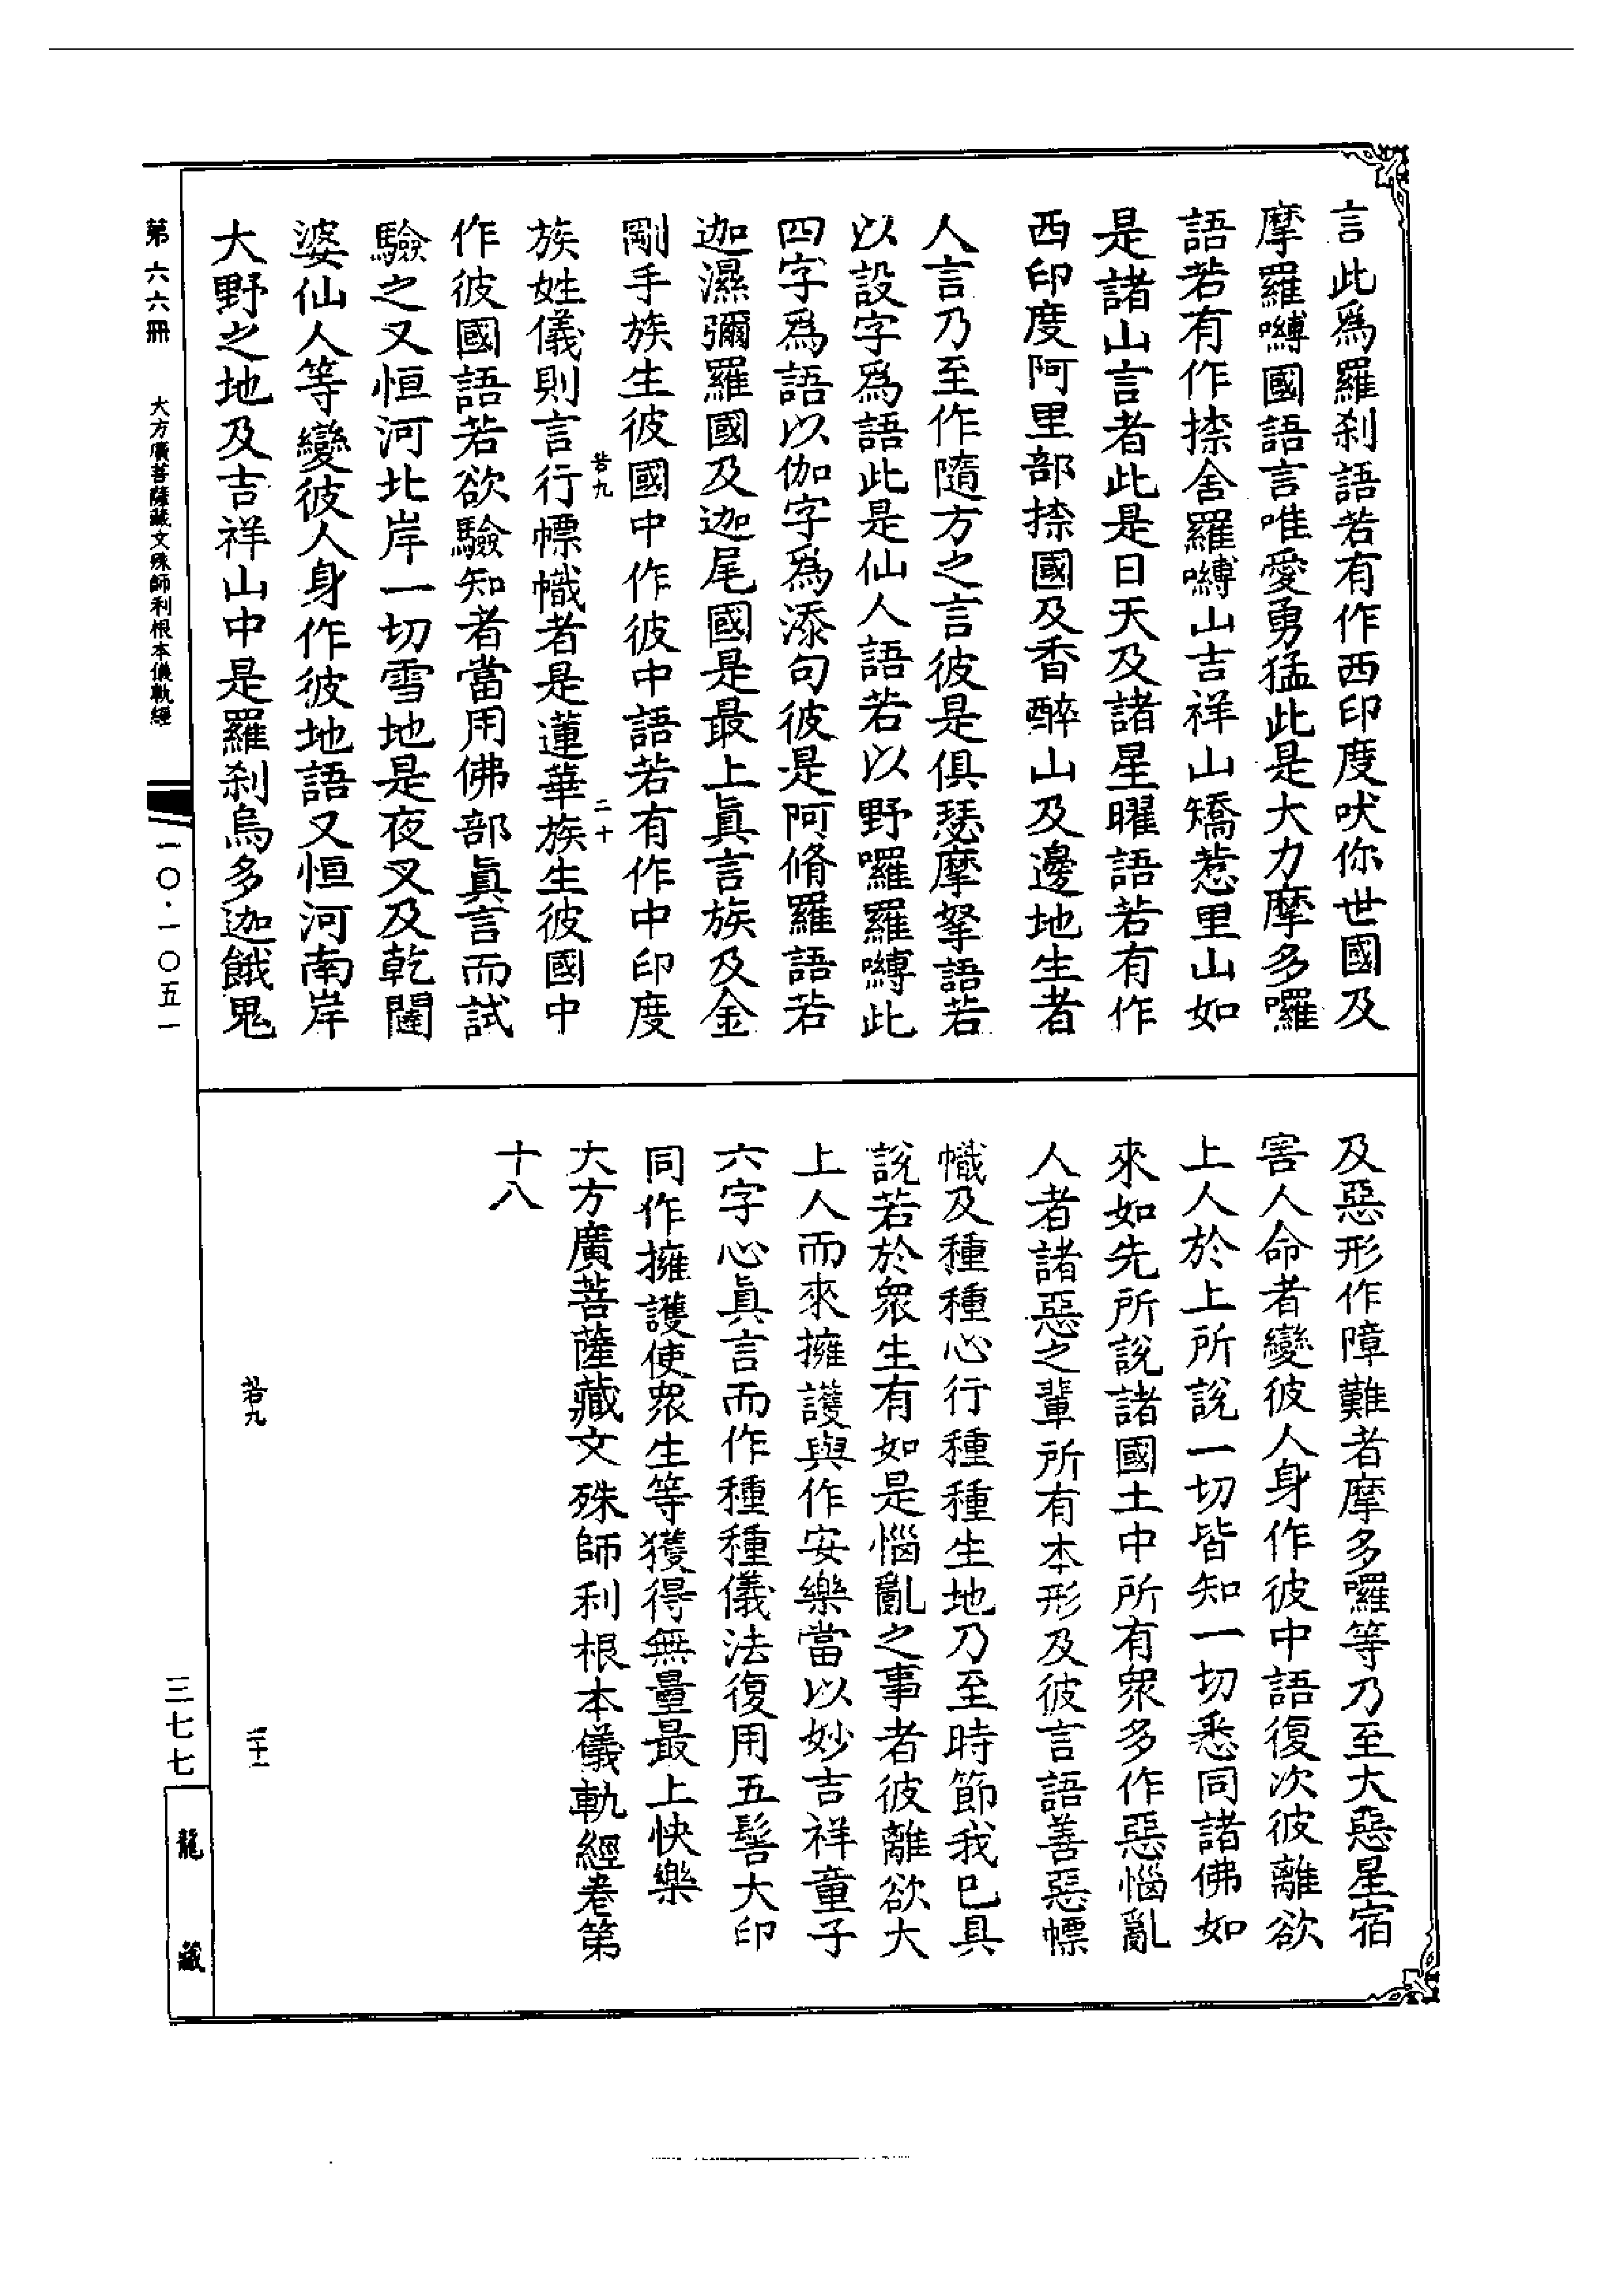 言此為羅剎語若有作西印度吠你世國及
摩羅嚩國語言唯愛勇猛此是大力摩多囉
語若有作捺舍羅嚩山吉祥山矯惹里山如
是諸山言者此是日天及諸星曜語若有作
西印度阿里部捺國及香醉山及邊地生者
人言乃至作隨方之言彼是俱瑟摩拏語若
以設字為語此是仙人語若以野囉羅嚩此
四字為語以伽字為添句彼是阿脩羅語若
迦濕彌羅國及迦尾國是最上眞言族及金
剛手族生彼國中作彼中語若有作中印度
族姓儀則言行幖幟者是蓮華族生彼國中
若九
二十
作彼國語若欲驗知者當用佛部眞言而試
驗之又恒河北岸一切雪地是夜叉及乾闥
婆仙人等變彼人身作彼地語又恒河南岸
大野之地及吉祥山中是羅剎烏多迦餓鬼
及惡形作障難者摩多囉等乃至大惡星宿
害人命者變彼人身作彼中語復次彼離欲
上人於上所說一切皆知一切悉同諸佛如
來如先所說諸國土中所有眾多作惡惱亂
人者諸惡之輩所有本形及彼言語善惡幖
幟及種種心行種種生地乃至時節我已具
說若於眾生有如是惱亂之事者彼離欲大
上人而來擁護與作安樂當以妙吉祥童子
六字心眞言而作種種儀法復用五髻大印
同作擁護使眾生等獲得無量最上快樂
大方廣菩薩藏文殊師利根本儀軌經卷第
十八
若九
二十一
第六六冊
大方廣菩薩藏文殊師利根本儀軌經
一〇·一〇五一
三七七
龍藏